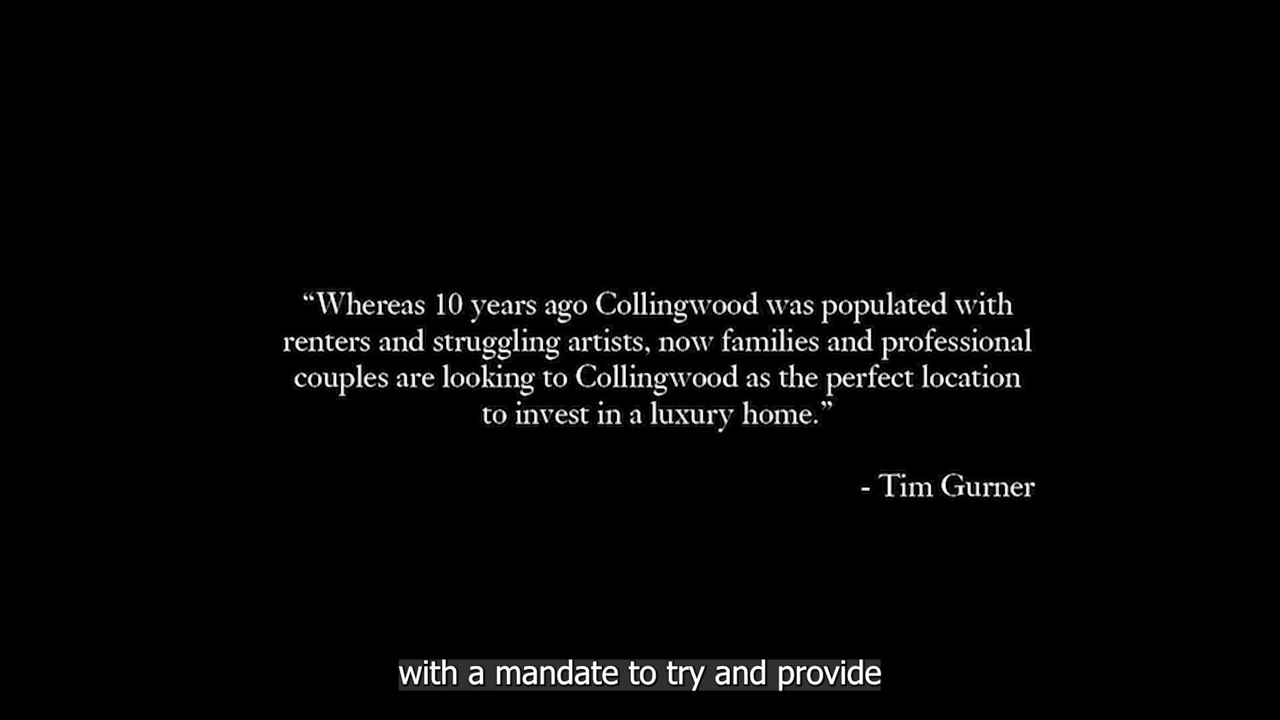 “Whereas 10 years ago Collingwood was populated with
renters and struggling artists, now families and professional
couples are looking to Collingwood as the perfect location
to invest in a luxury home.”
- Tim Gurner
with a mandate to try and provide